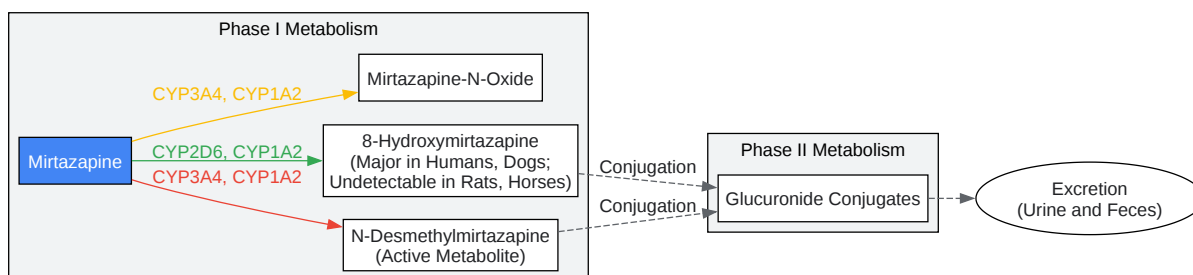 Phase I Metabolism
Mirtazapine
CYP3A4, CYP1A2
Mirtazapine-N-Oxide
CYP2D6, CYP1A2
8-Hydroxymirtazapine
(Major in Humans, Dogs;
Undetectable in Rats, Horses)
CYP3A4, CYP1A2
N-Desmethylmirtazapine
(Active Metabolite)
Conjugation
Conjugation
Phase II Metabolism
Glucuronide Conjugates
Excretion
(Urine and Feces)